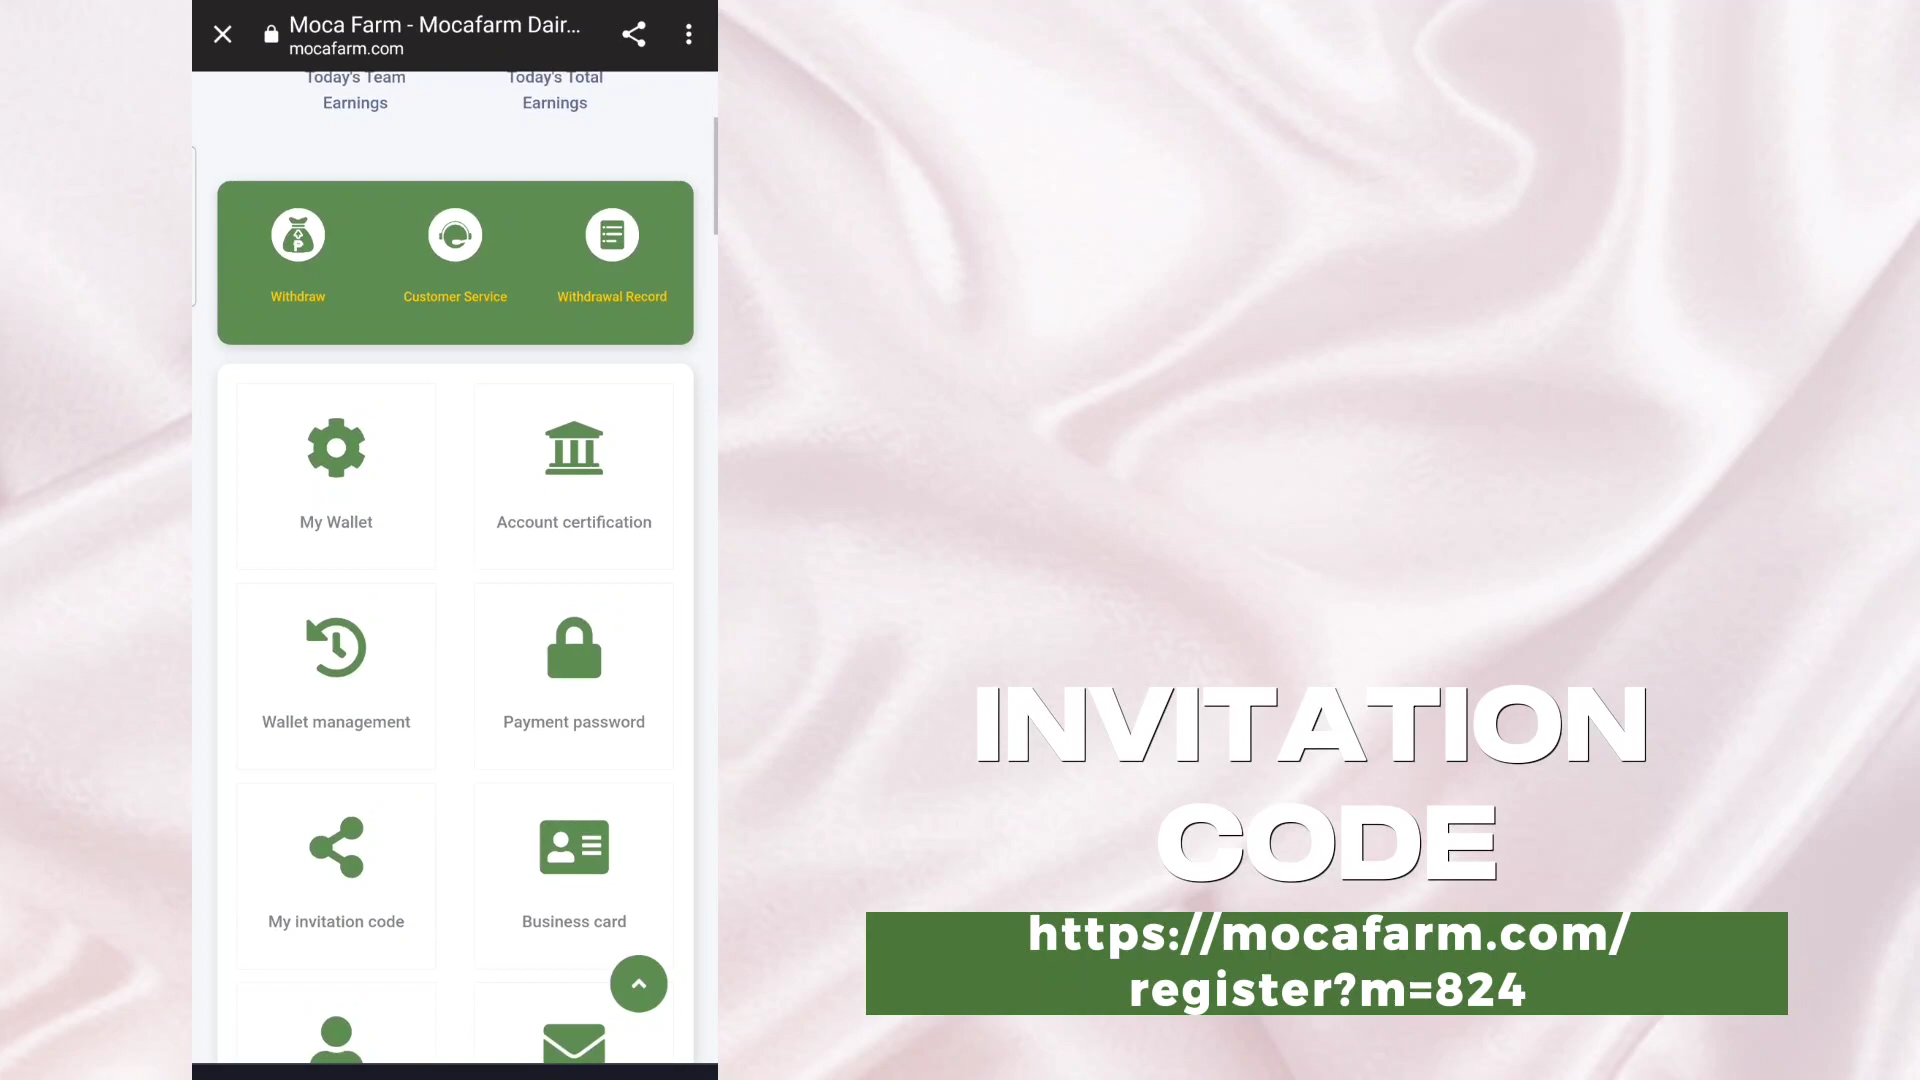 Moca Farm - Mocafarm Dair...
mocafarm.com
Today's Team
Earnings
Today's Total
Earnings
Withdraw
Customer Service
Withdrawal Record
My Wallet
Account certification
Wallet management
Payment password
My invitation code
Business card
INVITATION
CODE
https://mocafarm.com/
register?m=824